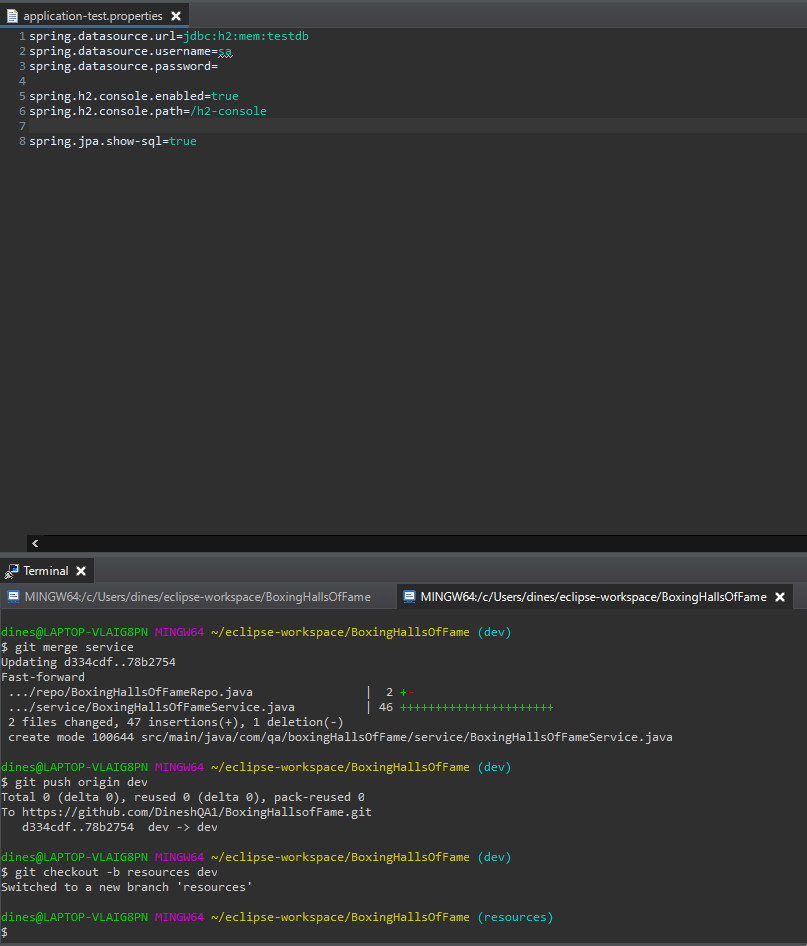 application-test.properties
1 spring.datasource.url=jdbc:h2:mem:testdb
2 spring.datasource.username=sa
3 spring.datasource.password=
4
5 spring.h2.console.enabled=true
6 spring.h2.console.path=/h2-console
7
8 spring.jpa.show-sql=true
Terminal
MINGW64:/c/Users/dines/eclipse-workspace/BoxingHallsOfFame
MINGW64:/c/Users/dines/eclipse-workspace/BoxingHallsOfFame
dines@LAPTOP-VLAIG8PN MINGW64 ~/eclipse-workspace/BoxingHallsOfFame (dev)
$ git merge service
Updating d334cdf..78b2754
Fast-forward
.../repo/BoxingHallsOfFameRepo.java | 2 +-
.../service/BoxingHallsOfFameService.java | 46 ++++++++++++++++++++++
2 files changed, 47 insertions(+), 1 deletion(-)
create mode 100644 src/main/java/com/qa/boxingHallsOfFame/service/BoxingHallsOfFameService.java
dines@LAPTOP-VLAIG8PN MINGW64 ~/eclipse-workspace/BoxingHallsOfFame (dev)
$ git push origin dev
Total 0 (delta 0), reused 0 (delta 0), pack-reused 0
To https://github.com/DineshQA1/BoxingHallsofFame.git
d334cdf..78b2754 dev -> dev
dines@LAPTOP-VLAIG8PN MINGW64 ~/eclipse-workspace/BoxingHallsOfFame (dev)
$ git checkout -b resources dev
Switched to a new branch 'resources'
dines@LAPTOP-VLAIG8PN MINGW64 ~/eclipse-workspace/BoxingHallsOfFame (resources)
$